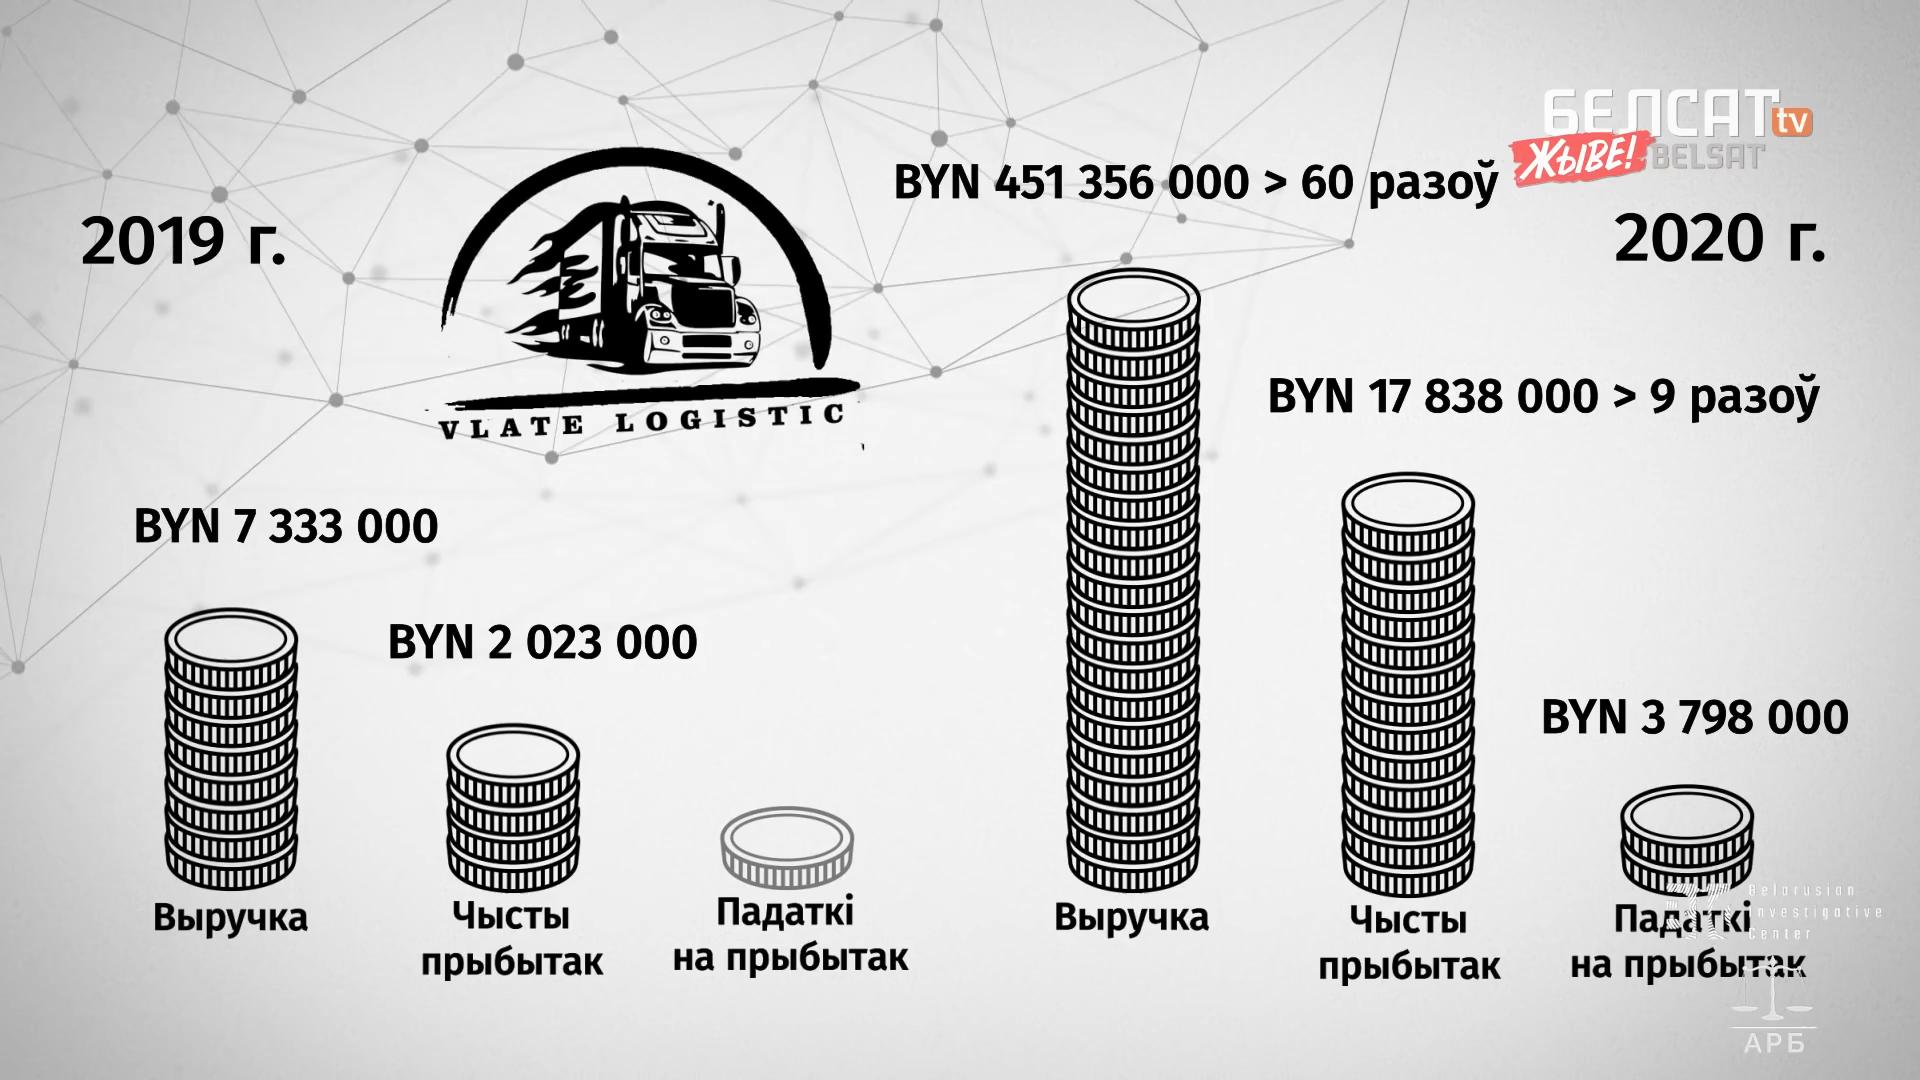 БЕЛСАТ tv
ЖЫВЕ! BELSAT
BYN 451 356 000 > 60 разоў
2019 г.
2020 г.
BYN 17 838 000 > 9 разоў
VLATE LOGISTIC
BYN 7 333 000
BYN 2 023 000
BYN 3 798 000
Выручка
Чысты
прыбытак
Падаткі
на прыбытак
Выручка
Чысты
прыбытак
Падаткі
на прыбытак
Belarusian
Investigative
Center
АРБ